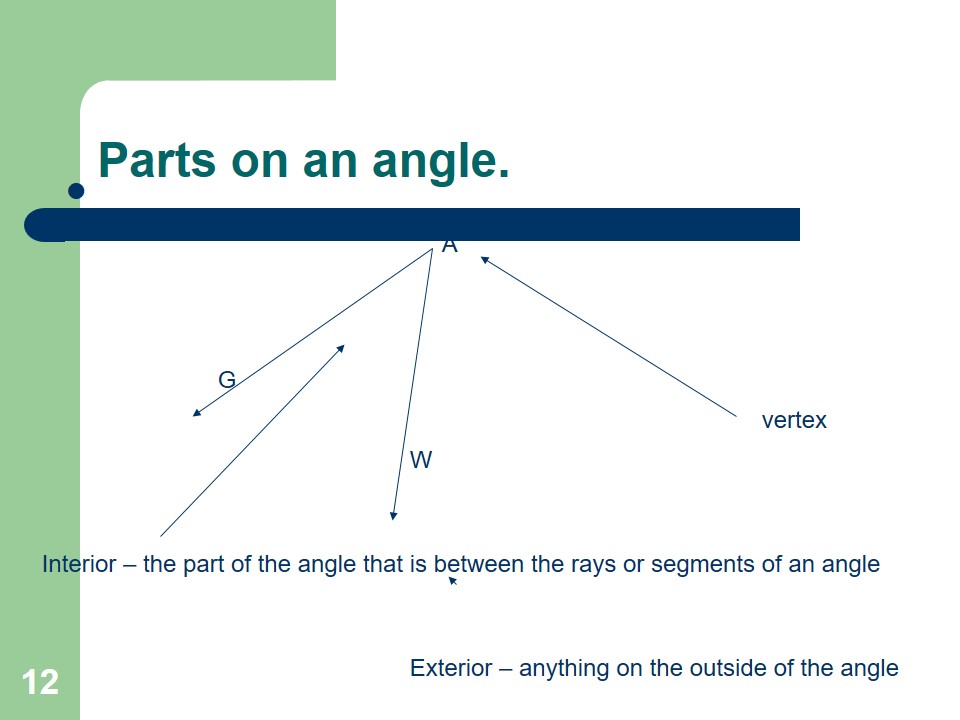 Parts on an angle.
A
G
vertex
W
Interior – the part of the angle that is between the rays or segments of an angle
Exterior – anything on the outside of the angle
12